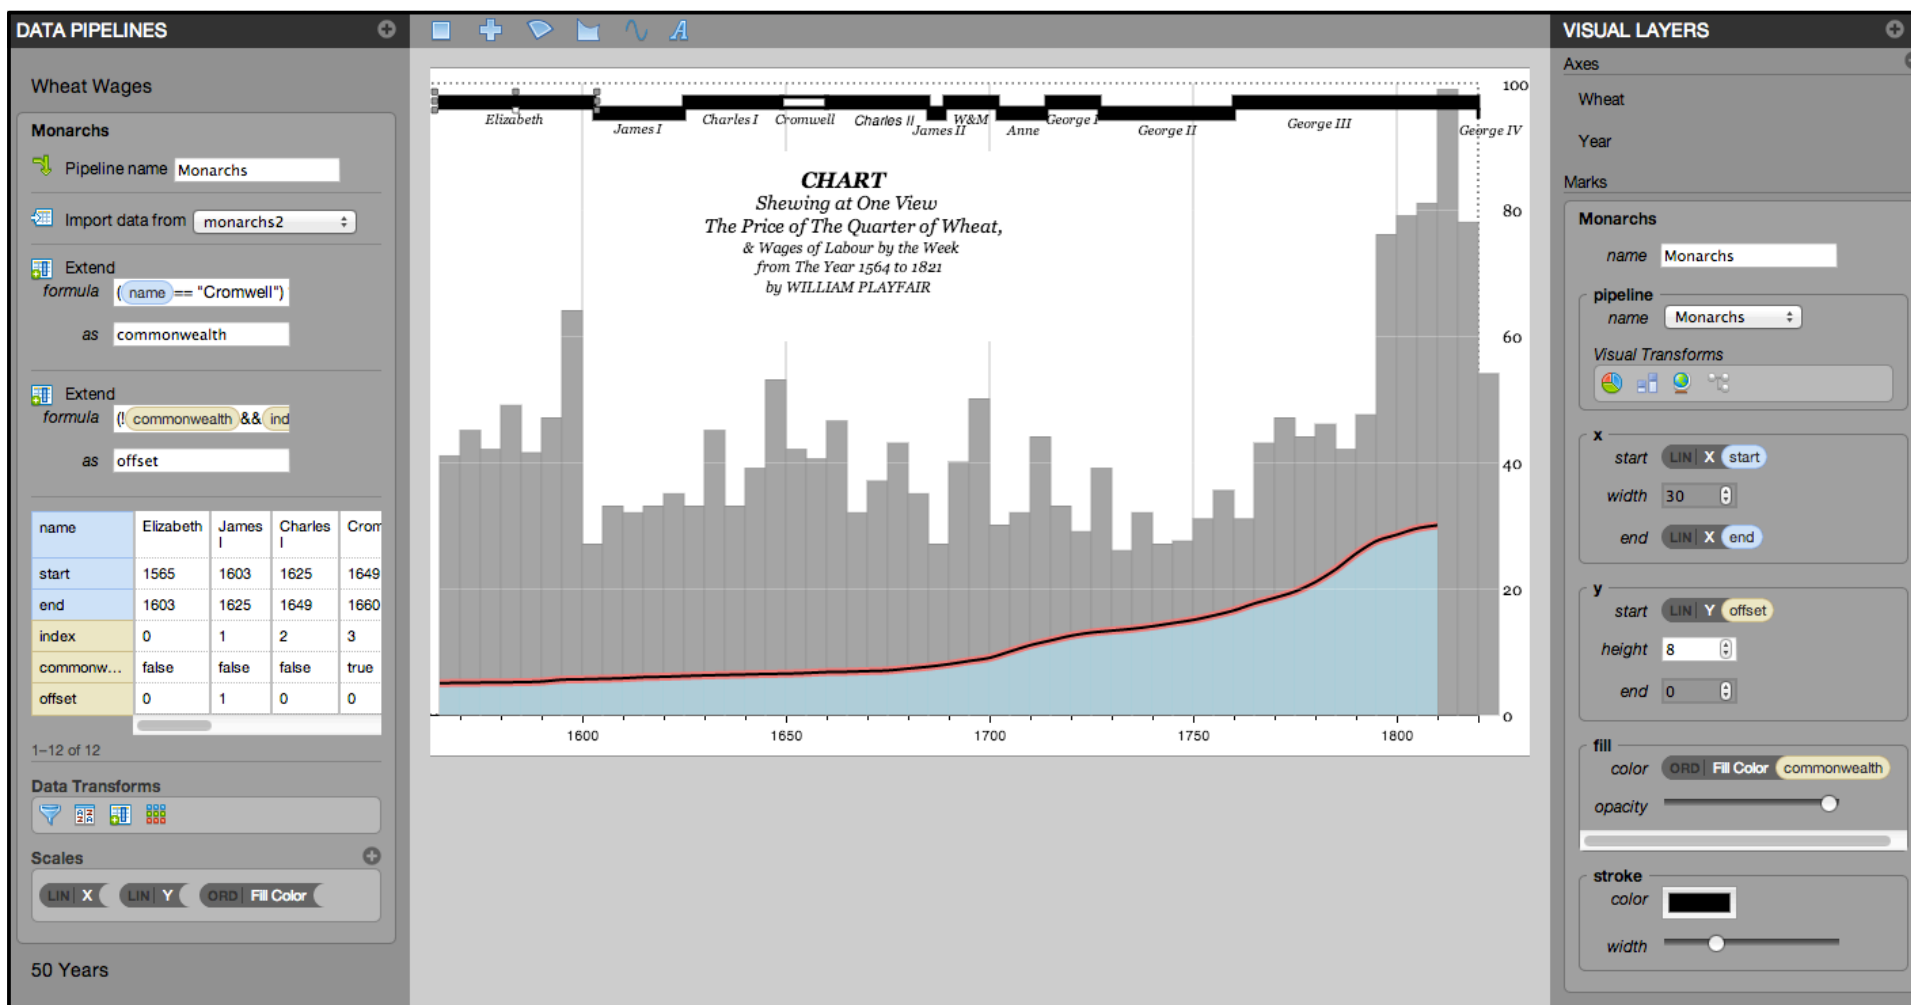 DATA PIPELINES
Wheat Wages
Monarchs
Pipeline name Monarchs
Import data from monarchs2
Extend
formula (name == "Cromwell")
as commonwealth
Extend
formula (! commonwealth && ind
as offset
name Elizabeth James I Charles I Crom
start 1565 1603 1625 1649
end 1603 1625 1649 1660
index 0 1 2 3
commonw... false false false true
offset 0 1 0 0
1–12 of 12
Data Transforms
Scales
LIN X LIN Y ORD Fill Color
50 Years
A
Elizabeth James I Charles I Cromwell Charles II James II W&M Anne George I George II George III George IV
CHART
Shewing at One View
The Price of The Quarter of Wheat,
& Wages of Labour by the Week
from The Year 1564 to 1821
by WILLIAM PLAYFAIR
100
80
60
40
20
0
1600 1650 1700 1750 1800
VISUAL LAYERS
Axes
Wheat
Year
Marks
Monarchs
name Monarchs
pipeline
name Monarchs
Visual Transforms
x
start LIN X start
width 30
end LIN X end
y
start LIN Y offset
height 8
end 0
fill
color ORD Fill Color commonwealth
opacity
stroke
color
width